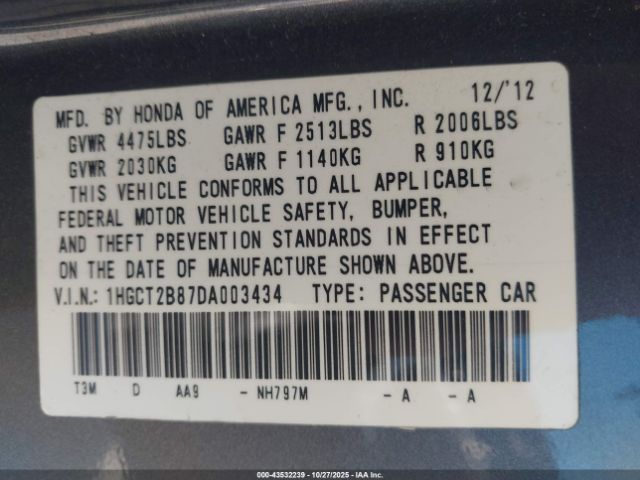 MFD. BY HONDA OF AMERICA MFG., INC. 12/'12
GVWR 4475LBS GAWR F 2513LBS R 2006LBS
GVWR 2030KG GAWR F 1140KG R 910KG
THIS VEHICLE CONFORMS TO ALL APPLICABLE
FEDERAL MOTOR VEHICLE SAFETY, BUMPER,
AND THEFT PREVENTION STANDARDS IN EFFECT
ON THE DATE OF MANUFACTURE SHOWN ABOVE.
V.I.N.: 1HGCT2B87DA003434 TYPE: PASSENGER CAR
T3M D AA9 - NH797M - A - A
000-43532239 - 10/27/2025 - IAA Inc.